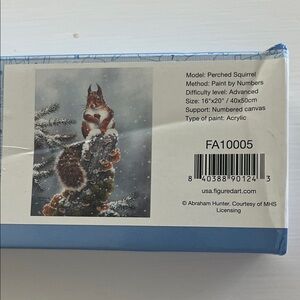 Model: Perched Squirrel
Method: Paint by Numbers
Difficulty level: Advanced
Size: 16"x20" / 40x50cm
Support: Numbered canvas
Type of paint: Acrylic
FA10005
8 40388 90124 3
usa.figuredart.com
© Abraham Hunter, Courtesy of MHS
Licensing